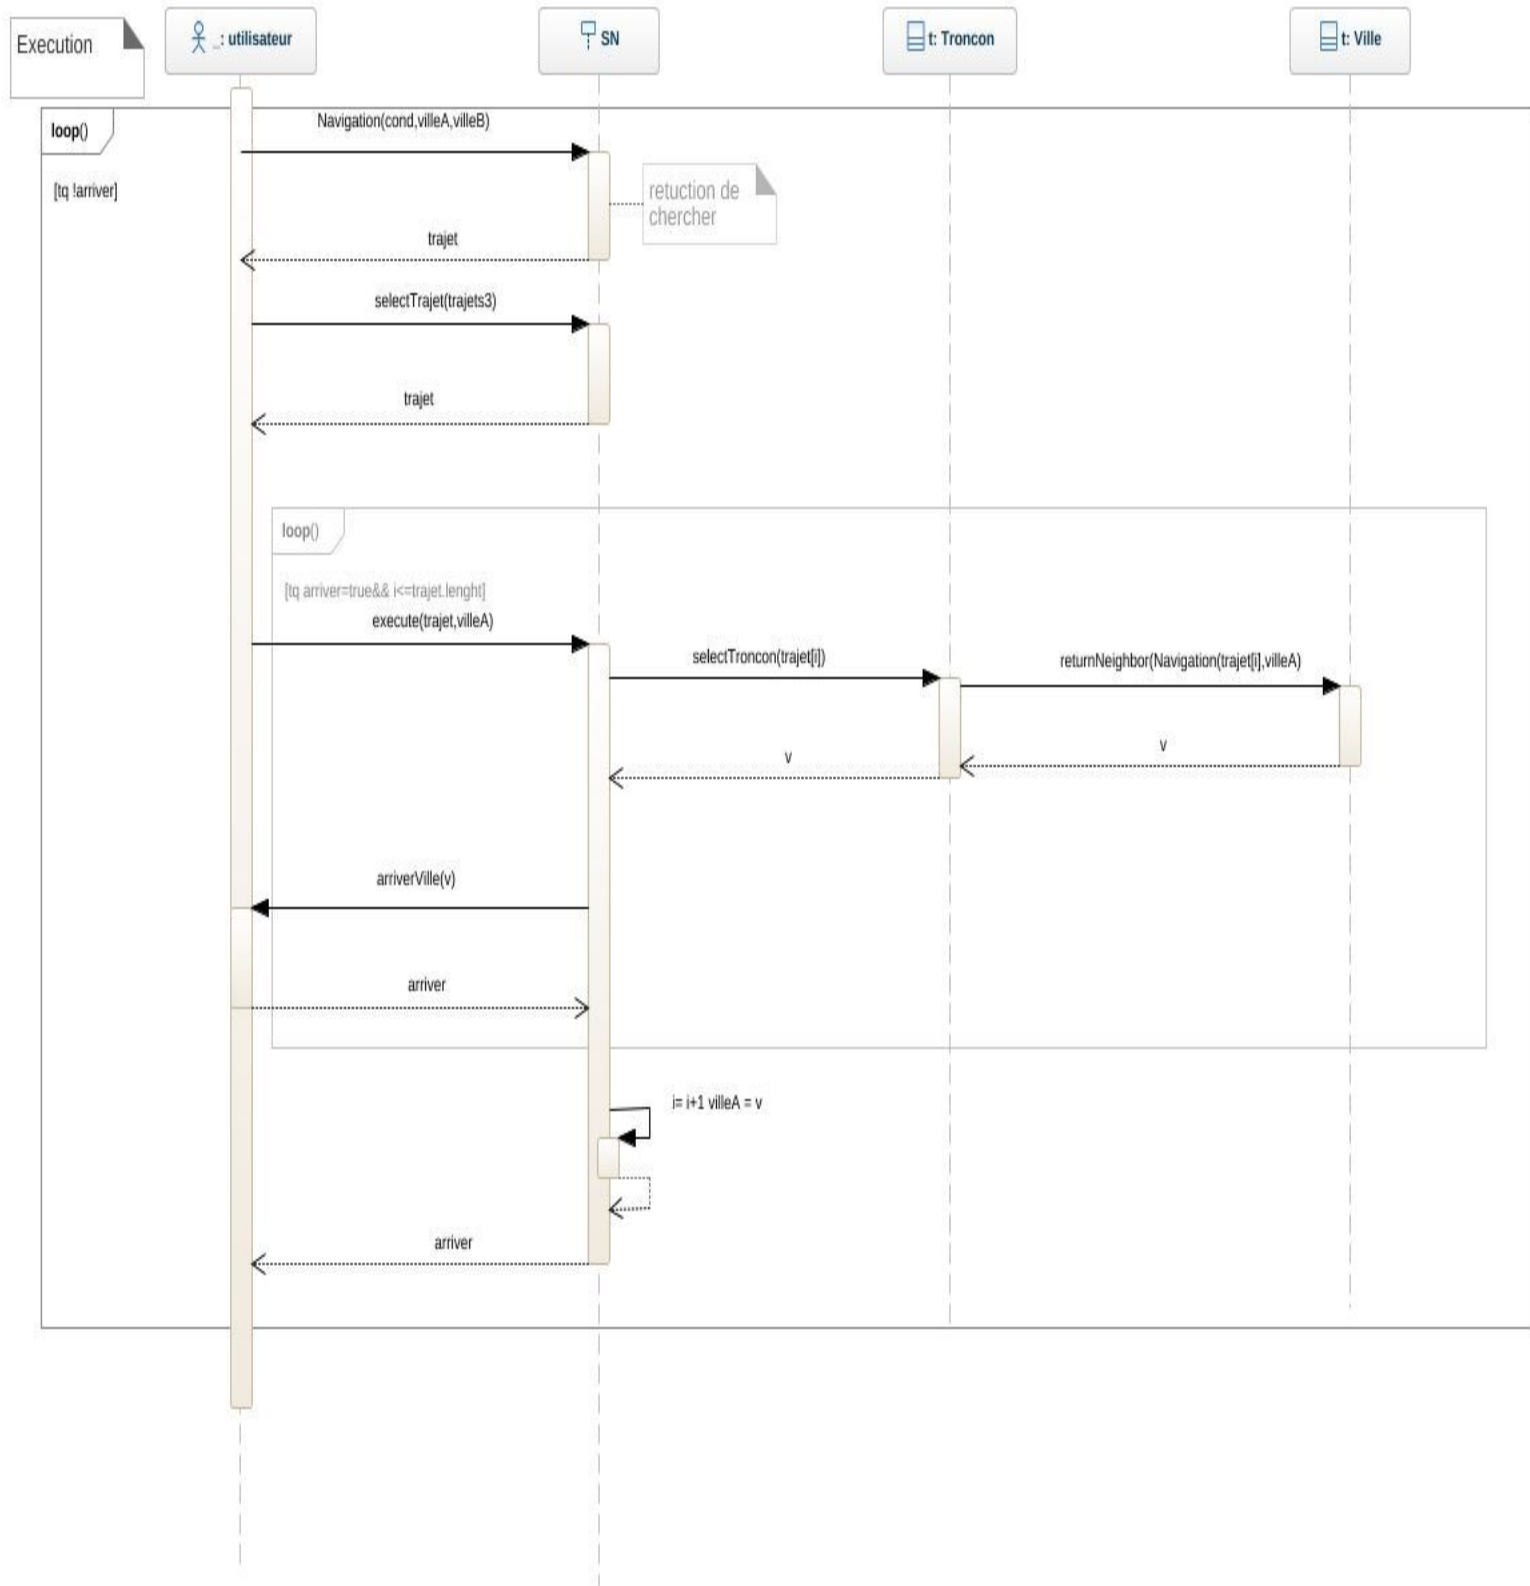 Execution
_: utilisateur
SN
t: Troncon
t: Ville
loop()
[tq !arriver]
Navigation(cond,villeA,villeB)
retuction de
chercher
trajet
selectTrajet(trajets3)
trajet
loop()
[tq arriver=true&& i<=trajet.lenght]
execute(trajet,villeA)
selectTroncon(trajet[i])
returnNeighbor(Navigation(trajet[i],villeA)
v
v
arriverVille(v)
arriver
i= i+1 villeA = v
arriver